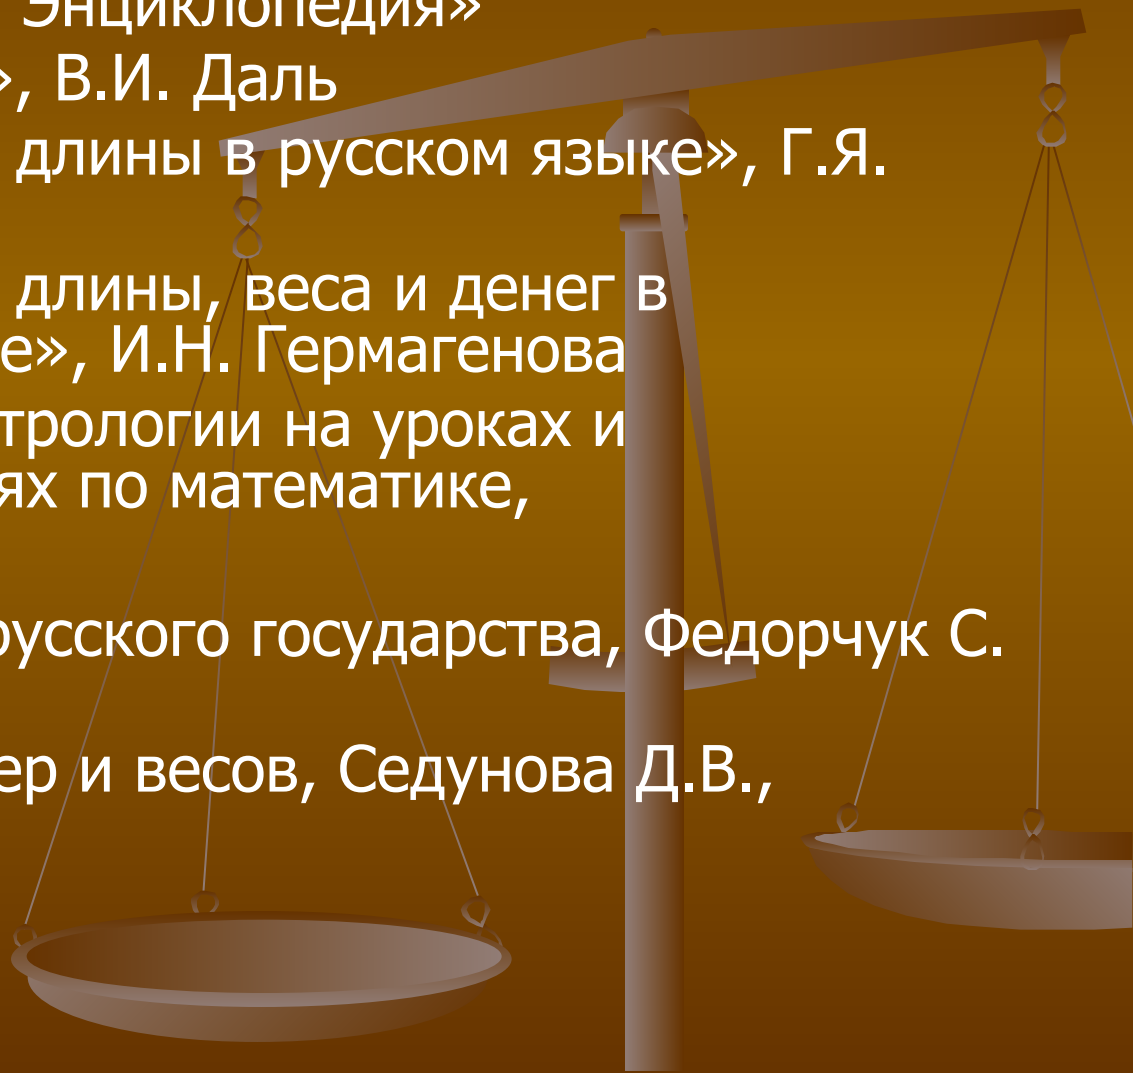 Энциклопедия»
», В.И. Даль
длины в русском языке», Г.Я.
длины, веса и денег в
е», И.Н. Гермагенова
трологии на уроках и
ях по математике,
русского государства, Федорчук С.
ер и весов, Седунова Д.В.,